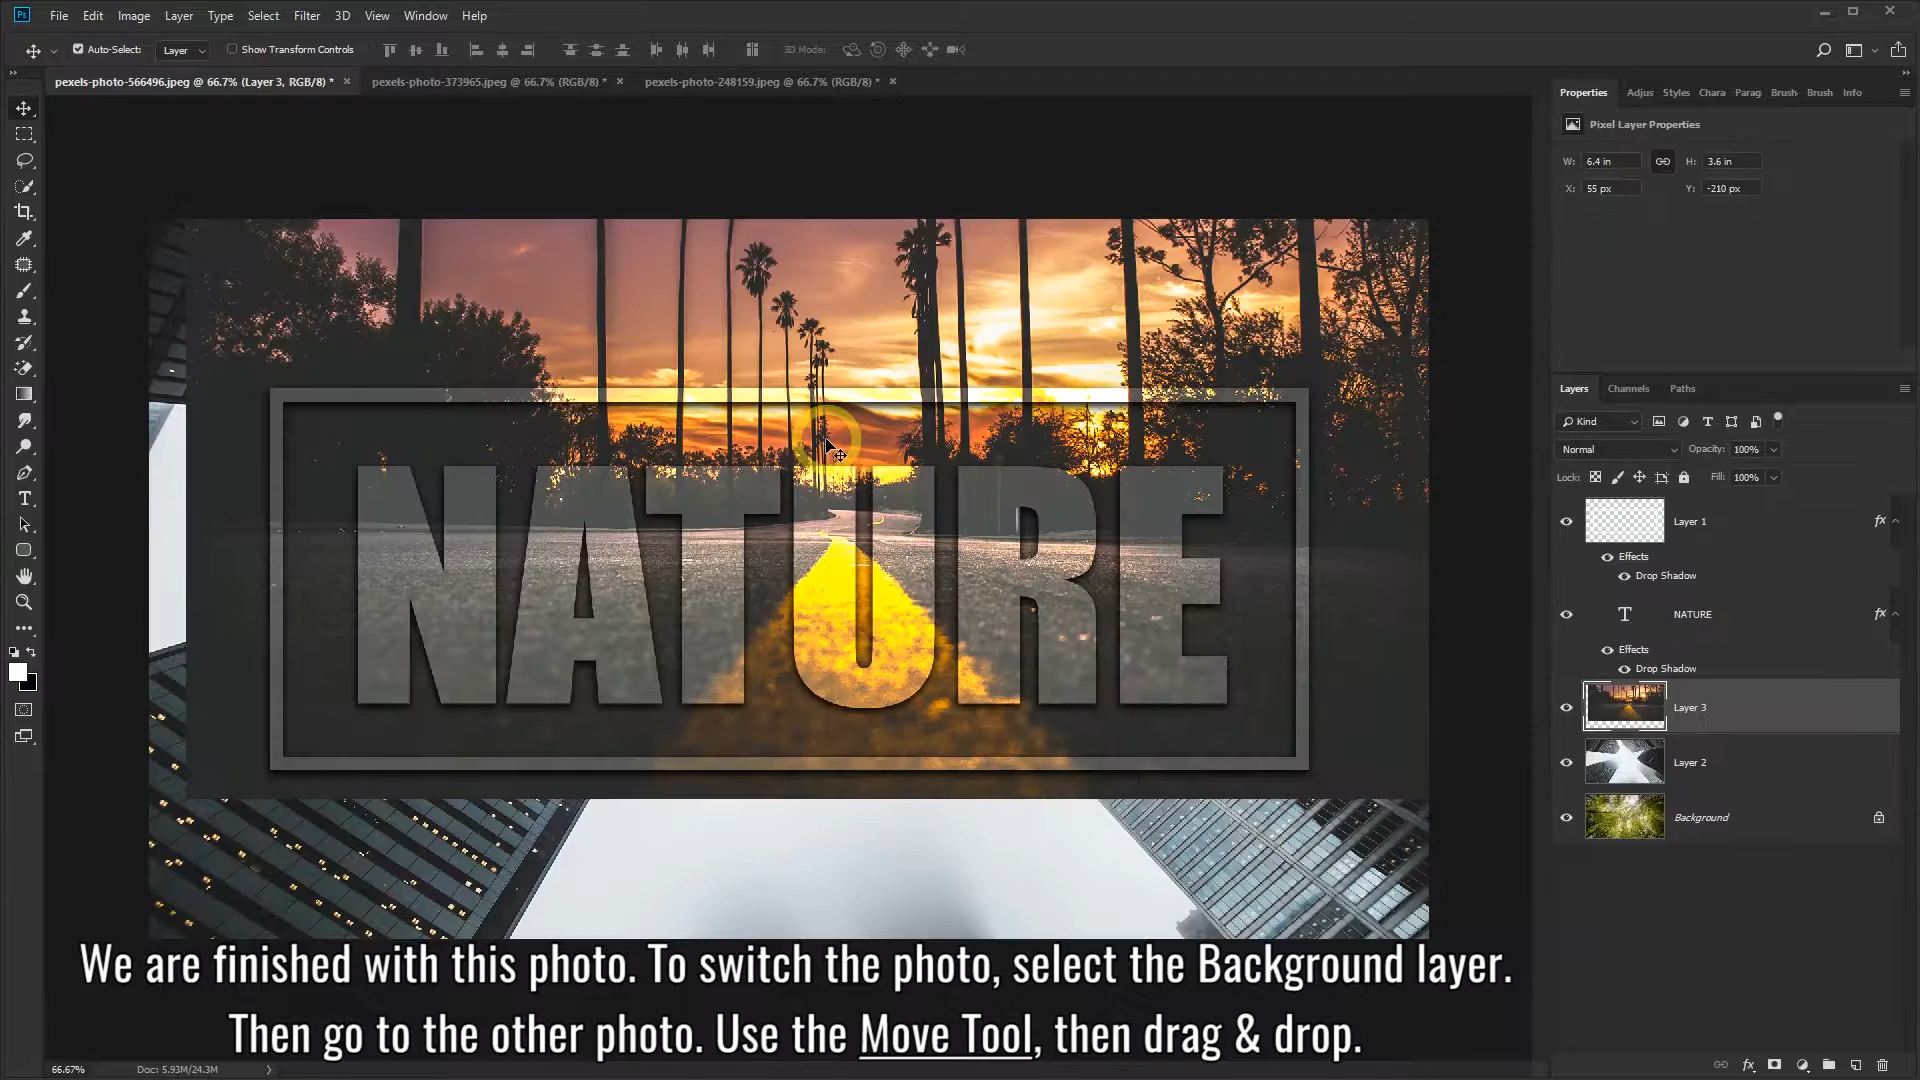 Ps File Edit Image Layer Type Select Filter 3D View Window Help
Auto-Select: Layer Show Transform Controls 3D Mode:
pexels-photo-566496.jpeg @ 66.7% (Layer 3, RGB/8) * × pexels-photo-373965.jpeg @ 66.7% (RGB/8) * × pexels-photo-248159.jpeg @ 66.7% (RGB/8) * ×
Properties Adjus Styles Chara Parag Brush Brush Info
Pixel Layer Properties
W: 6.4 in H: 3.6 in
X: 55 px Y: -210 px
Layers Channels Paths
Kind
Normal Opacity: 100%
Lock: Fill: 100%
Layer 1 fx
Effects
Drop Shadow
T NATURE fx
Effects
Drop Shadow
Layer 3
Layer 2
Background
NATURE
We are finished with this photo. To switch the photo, select the Background layer.
Then go to the other photo. Use the Move Tool, then drag & drop.
66.67% Doc: 5.93M/24.3M
fx